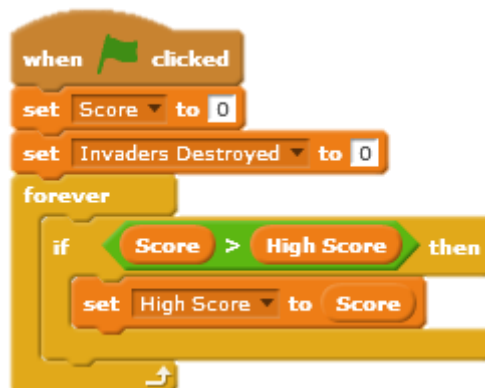 when clicked
set Score to 0
set Invaders Destroyed to 0
forever
if Score > High Score then
set High Score to Score